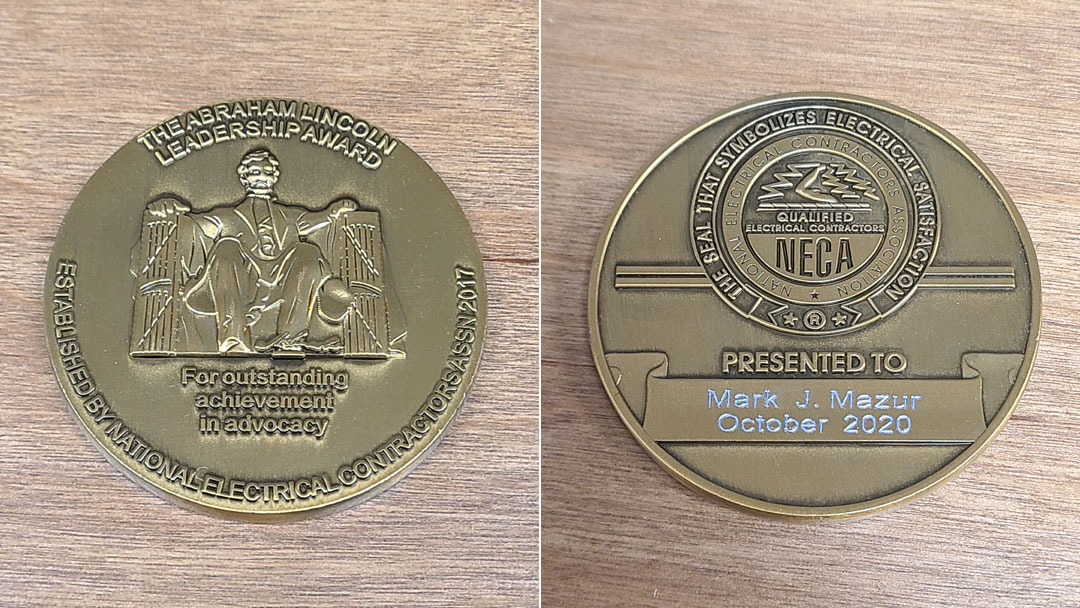 THE ABRAHAM LINCOLN
LEADERSHIP AWARD
For outstanding
achievement
in advocacy
ESTABLISHED BY NATIONAL ELECTRICAL CONTRACTORS ASSN 2017
THE SEAL THAT SYMBOLIZES ELECTRICAL SATISFACTION
NATIONAL ELECTRICAL CONTRACTORS ASSOCIATION
QUALIFIED
ELECTRICAL CONTRACTORS
NECA
NATIONAL
★
★ ® ★
PRESENTED TO
Mark J. Mazur
October 2020